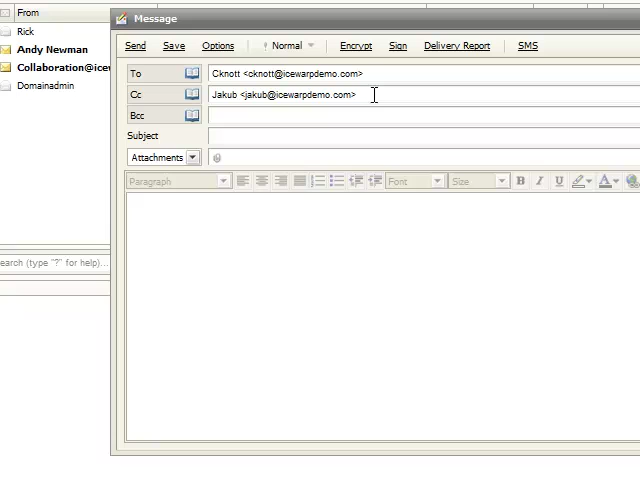 From
Message
Rick
Andy Newman
Collaboration@icew
Domainadmin
Send Save Options Normal Encrypt Sign Delivery Report SMS
To Cknott <cknott@icewarpdemo.com>
Cc Jakub <jakub@icewarpdemo.com>
Bcc
Subject
Attachments
Paragraph Font Size B I U A
earch (type "?" for help)...